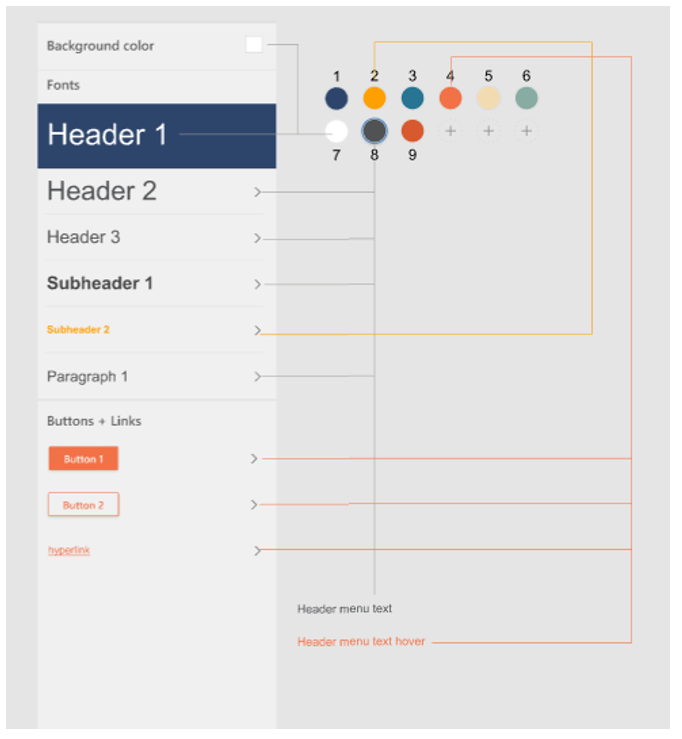 Background color
Fonts
1 2 3 4 5 6
Header 1
7 8 9
Header 2
Header 3
Subheader 1
Subheader 2
Paragraph 1
Buttons + Links
Button 1
Button 2
hyperlink
Header menu text
Header menu text hover